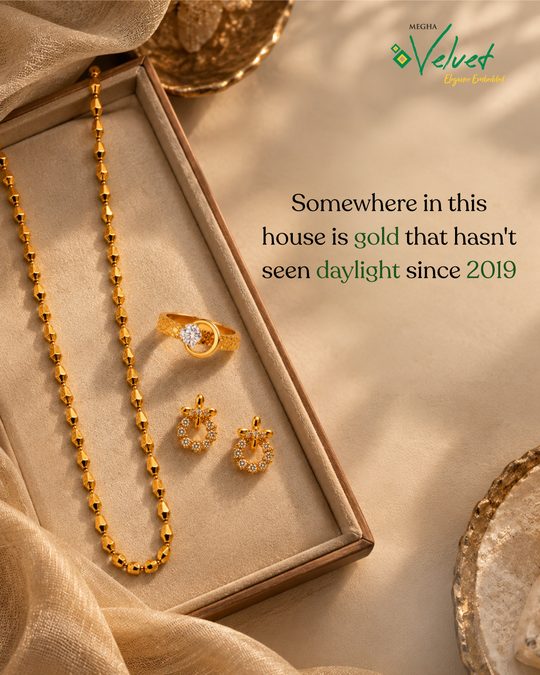 MEGHA
Velvet
Elegance Embedded
Somewhere in this
house is gold that hasn't
seen daylight since 2019